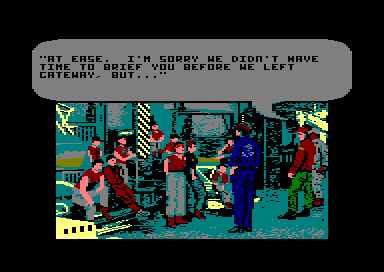 "AT EASE.  I'M SORRY WE DIDN'T HAVE
TIME TO BRIEF YOU BEFORE WE LEFT
GATEWAY, BUT..."